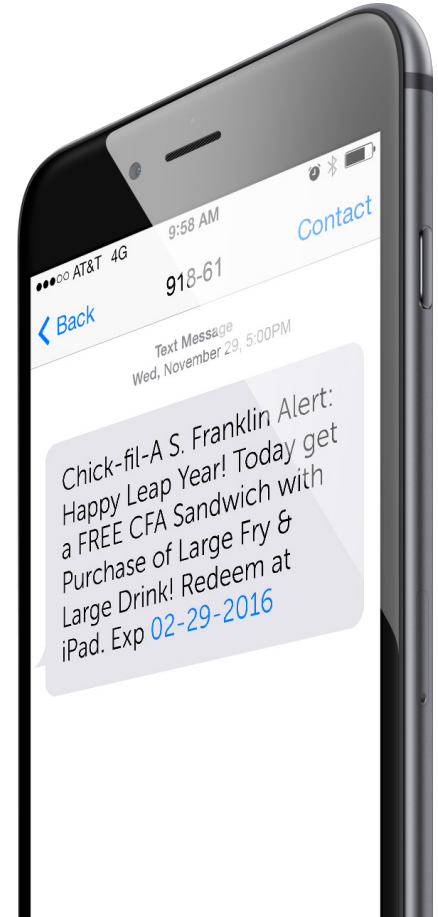 AT&T 4G 9:58 AM
Back 918-61 Contact
Text Message
Wed, November 29, 5:00PM
Chick-fil-A S. Franklin Alert:
Happy Leap Year! Today get
a FREE CFA Sandwich with
Purchase of Large Fry &
Large Drink! Redeem at
iPad. Exp 02-29-2016